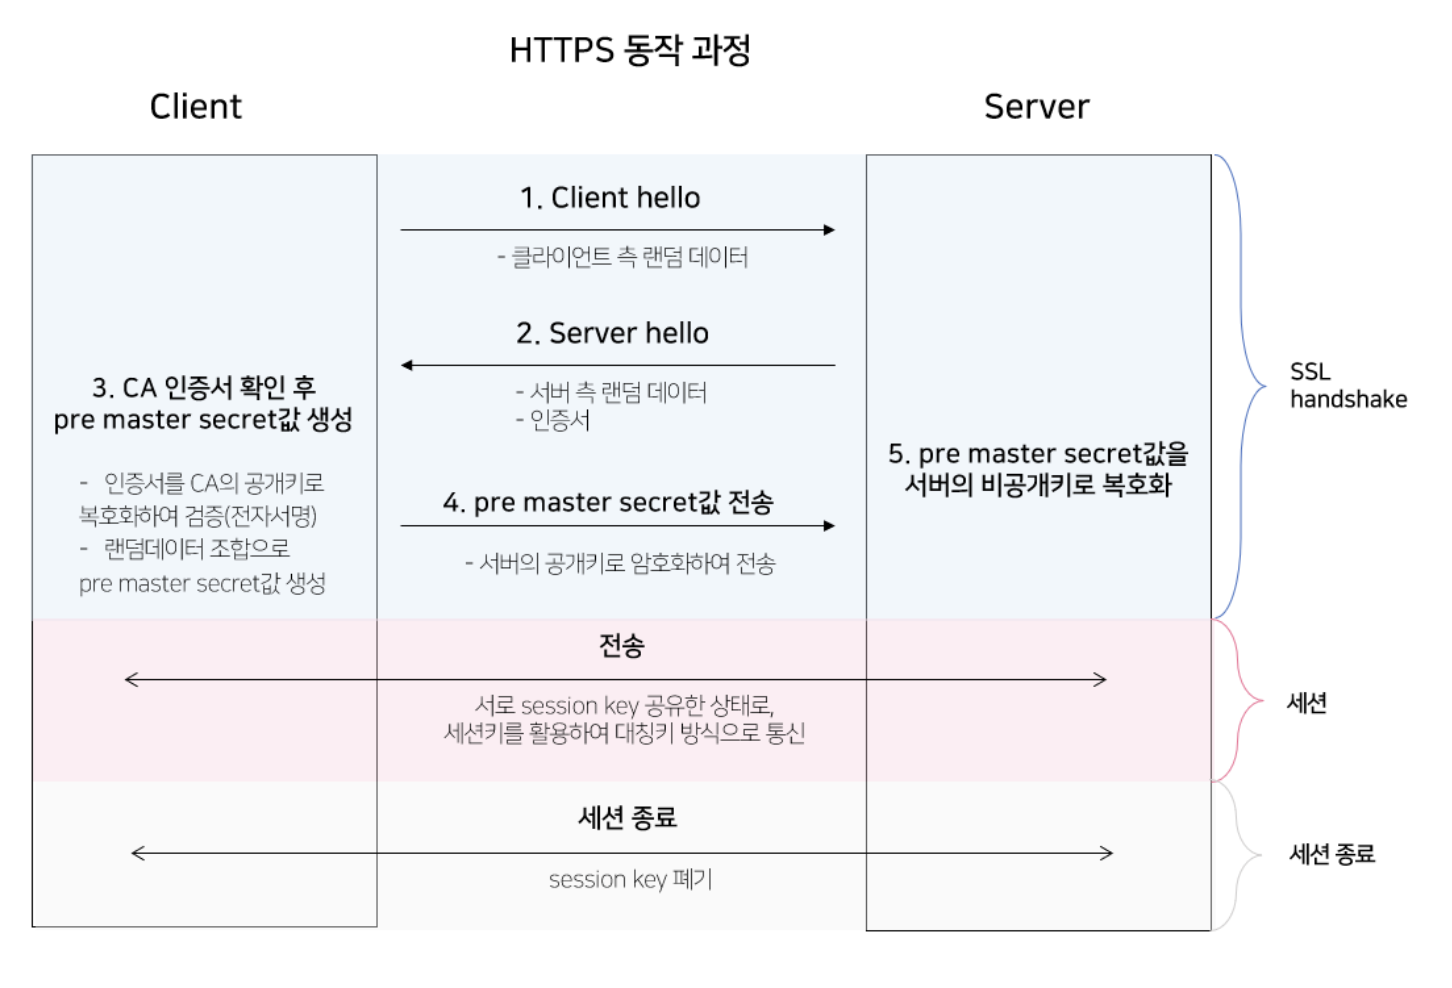 HTTPS 동작 과정
Client
Server
1. Client hello
- 클라이언트 측 랜덤 데이터
2. Server hello
- 서버 측 랜덤 데이터
- 인증서
3. CA 인증서 확인 후
pre master secret값 생성
- 인증서를 CA의 공개키로
복호화하여 검증(전자서명)
- 랜덤데이터 조합으로
pre master secret값 생성
4. pre master secret값 전송
- 서버의 공개키로 암호화하여 전송
5. pre master secret값을
서버의 비공개키로 복호화
SSL
handshake
전송
서로 session key 공유한 상태로,
세션키를 활용하여 대칭키 방식으로 통신
세션
세션 종료
session key 폐기
세션 종료